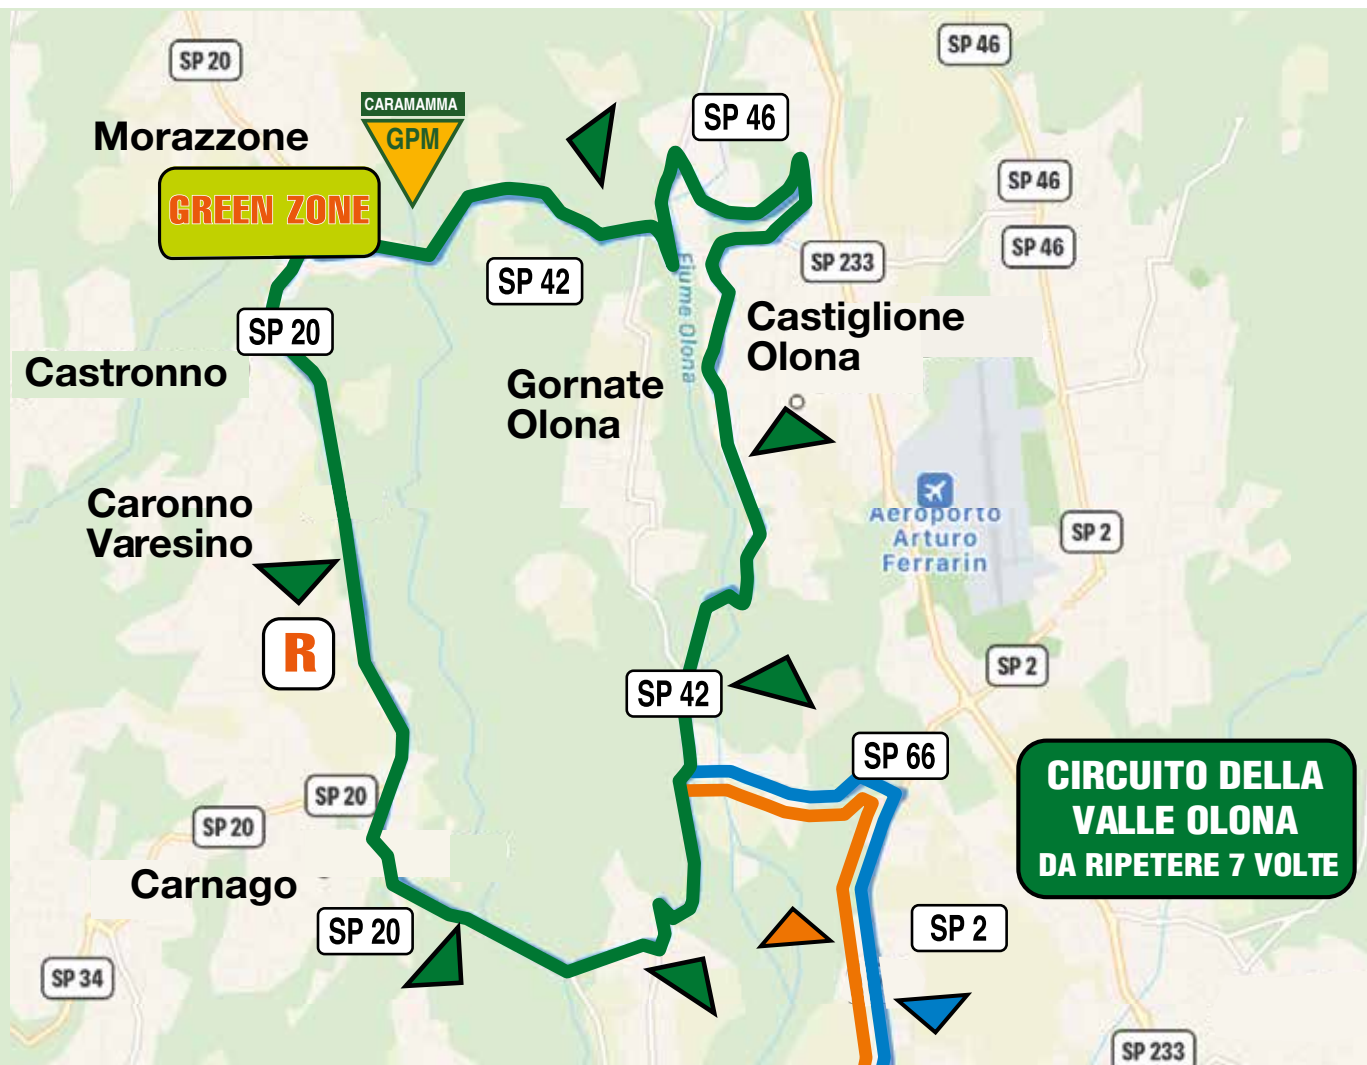 SP 46
SP 20
CARAMAMMA
GPM
SP 46
Morazzone
GREEN ZONE
SP 46
SP 46
SP 233
SP 42
Fiume Olona
SP 20
Castiglione
Olona
Castronno
Gornate
Olona
Caronno
Varesino
Aeroporto
Arturo
Ferrarin
SP 2
R
SP 2
SP 42
SP 66
CIRCUITO DELLA
VALLE OLONA
DA RIPETERE 7 VOLTE
SP 20
SP 20
Carnago
SP 20
SP 2
SP 34
SP 233